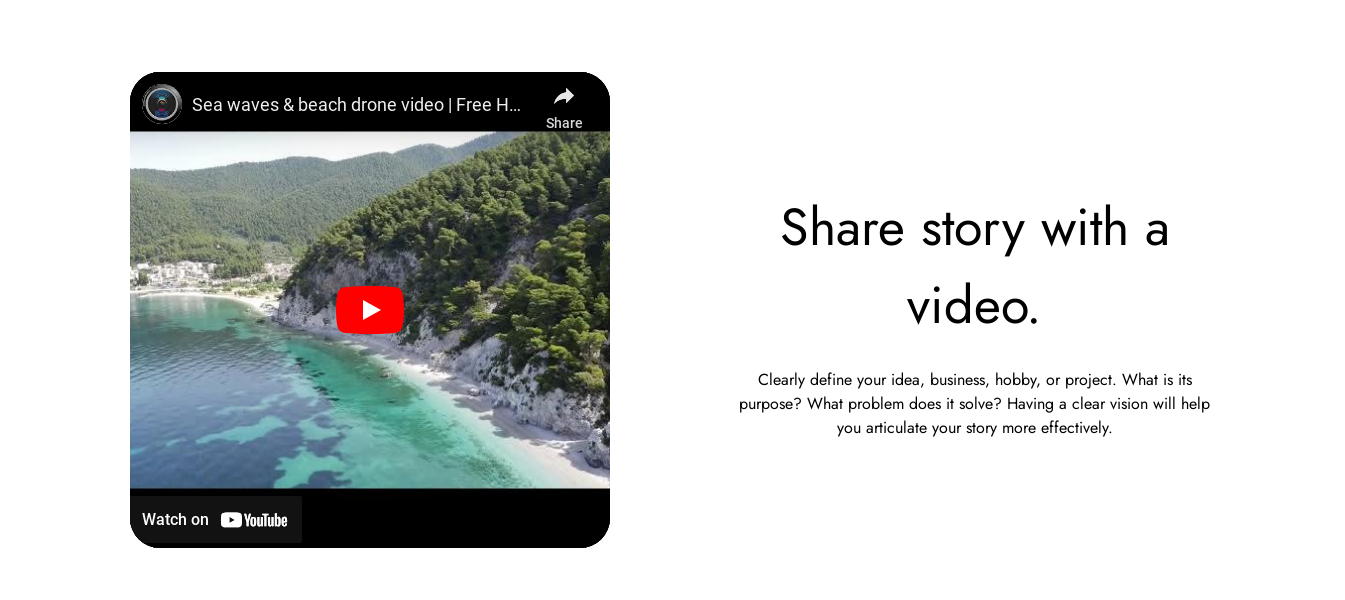 Sea waves & beach drone video | Free H...
Share
Watch on YouTube
Share story with a
video.
Clearly define your idea, business, hobby, or project. What is its
purpose? What problem does it solve? Having a clear vision will help
you articulate your story more effectively.